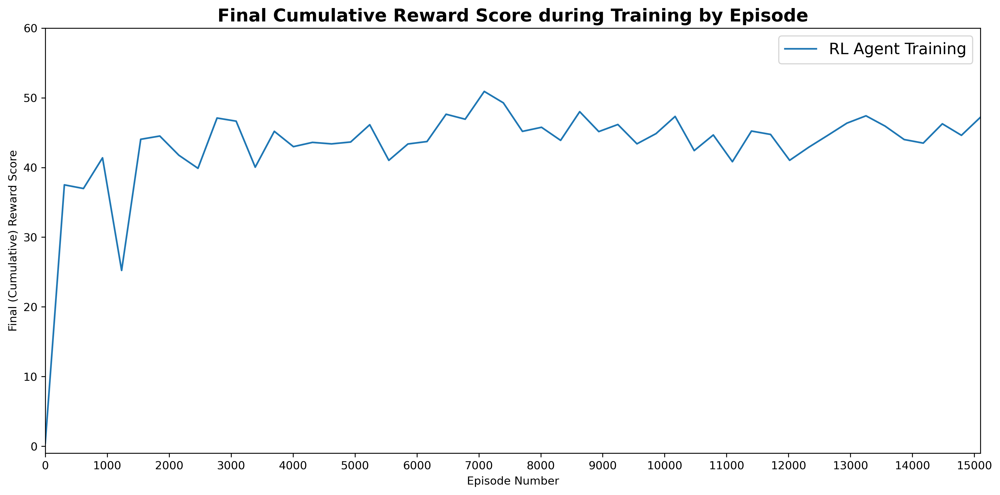 Final Cumulative Reward Score during Training by Episode
RL Agent Training
Final (Cumulative) Reward Score
60
50
40
30
20
10
0
0 1000 2000 3000 4000 5000 6000 7000 8000 9000 10000 11000 12000 13000 14000 15000
Episode Number